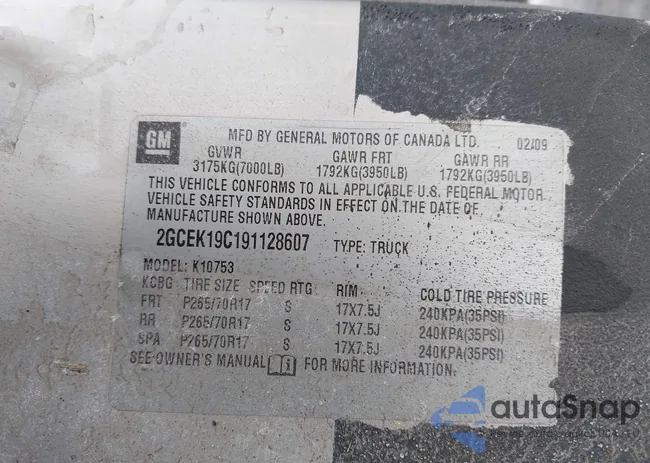 GM
MFD BY GENERAL MOTORS OF CANADA LTD. 02/09
GVWR GAWR FRT GAWR RR
3175KG(7000LB) 1792KG(3950LB) 1792KG(3950LB)
THIS VEHICLE CONFORMS TO ALL APPLICABLE U.S. FEDERAL MOTOR
VEHICLE SAFETY STANDARDS IN EFFECT ON THE DATE OF
MANUFACTURE SHOWN ABOVE.
2GCEK19C191128607 TYPE: TRUCK
MODEL: K10753
KCBG TIRE SIZE SPEED RTG RIM COLD TIRE PRESSURE
FRT P265/70R17 S 17X7.5J 240KPA(35PSI)
RR P265/70R17 S 17X7.5J 240KPA(35PSI)
SPA P265/70R17 S 17X7.5J 240KPA(35PSI)
SEE OWNER'S MANUAL FOR MORE INFORMATION.
autoSnap